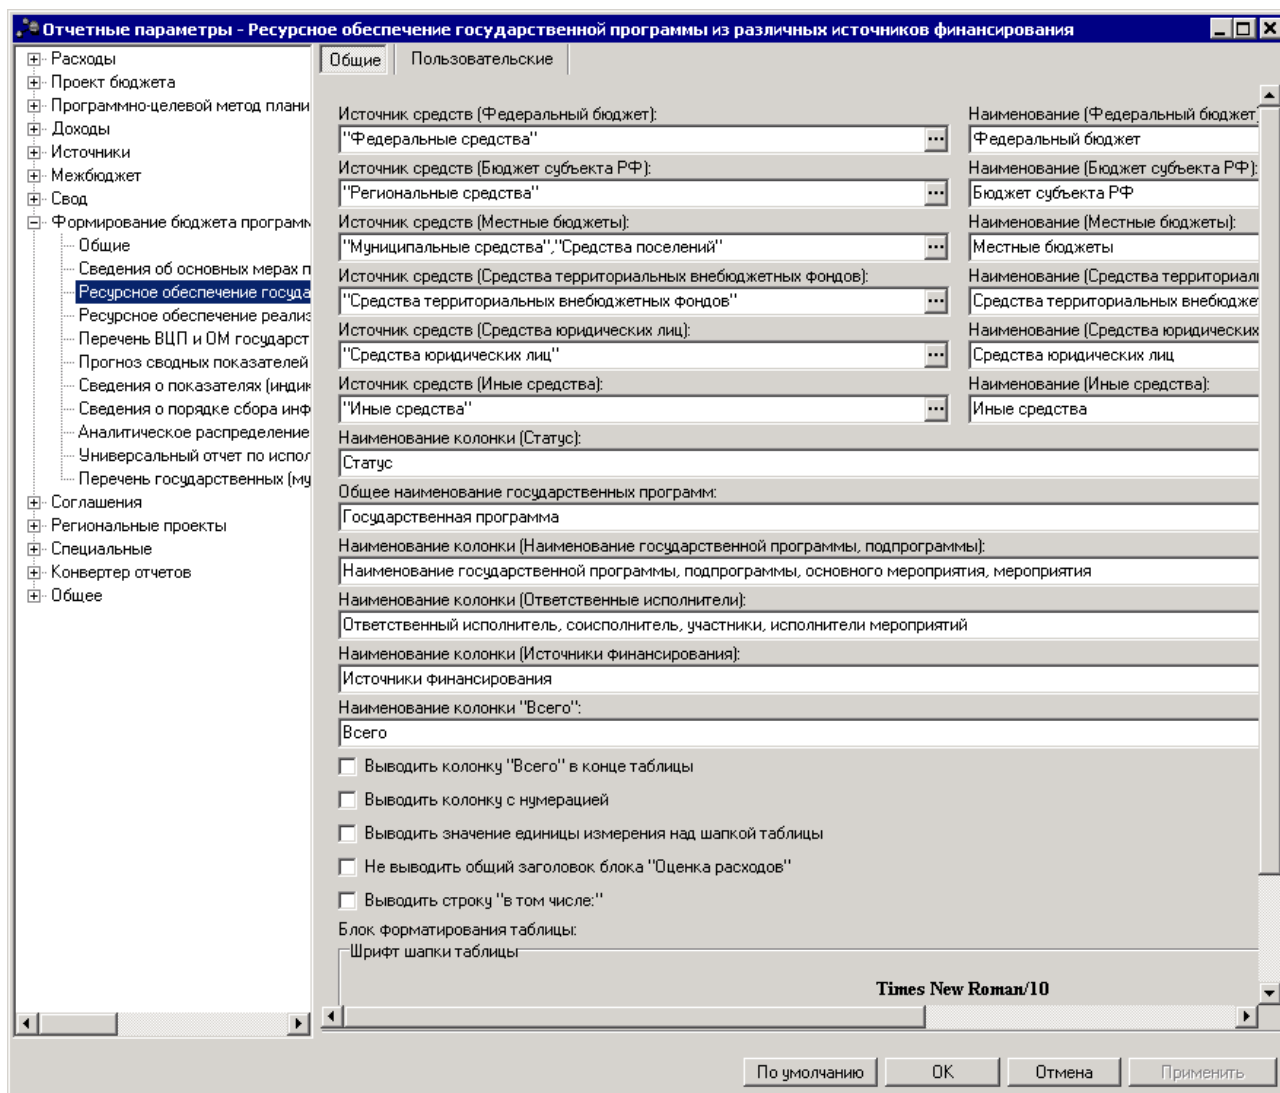 Отчетные параметры - Ресурсное обеспечение государственной программы из различных источников финансирования
Расходы
Проект бюджета
Программно-целевой метод плани
Доходы
Источники
Межбюджет
Свод
Формирование бюджета программ
Общие
Сведения об основных мерах п
Ресурсное обеспечение госуда
Ресурсное обеспечение реализ
Перечень ВЦП и ОМ государст
Прогноз сводных показателей
Сведения о показателях (индик
Сведения о порядке сбора инф
Аналитическое распределение
Универсальный отчет по испол
Перечень государственных (му
Соглашения
Региональные проекты
Специальные
Конвертер отчетов
Общее
Общие
Пользовательские
Источник средств (Федеральный бюджет):
Наименование (Федеральный бюджет)
"Федеральные средства"
...
Федеральный бюджет
Источник средств (Бюджет субъекта РФ):
Наименование (Бюджет субъекта РФ):
"Региональные средства"
...
Бюджет субъекта РФ
Источник средств (Местные бюджеты):
Наименование (Местные бюджеты):
"Муниципальные средства","Средства поселений"
...
Местные бюджеты
Источник средств (Средства территориальных внебюджетных фондов):
Наименование (Средства территориал
"Средства территориальных внебюджетных фондов"
...
Средства территориальных внебюдже
Источник средств (Средства юридических лиц):
Наименование (Средства юридических
"Средства юридических лиц"
...
Средства юридических лиц
Источник средств (Иные средства):
Наименование (Иные средства):
"Иные средства"
...
Иные средства
Наименование колонки (Статус):
Статус
Общее наименование государственных программ:
Государственная программа
Наименование колонки (Наименование государственной программы, подпрограммы):
Наименование государственной программы, подпрограммы, основного мероприятия, мероприятия
Наименование колонки (Ответственные исполнители):
Ответственный исполнитель, соисполнитель, участники, исполнители мероприятий
Наименование колонки (Источники финансирования):
Источники финансирования
Наименование колонки "Всего":
Всего
Выводить колонку "Всего" в конце таблицы
Выводить колонку с нумерацией
Выводить значение единицы измерения над шапкой таблицы
Не выводить общий заголовок блока "Оценка расходов"
Выводить строку "в том числе:"
Блок форматирования таблицы:
Шрифт шапки таблицы
Times New Roman/10
По умолчанию
OK
Отмена
Применить